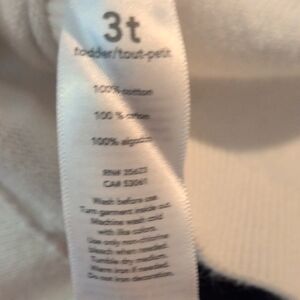 3t
toddler/tout-petit
100% cotton
100 % coton
100% algodón
RN# 35623
CA# 53061
Wash before use.
Turn garment inside out.
Machine wash cold
with like colors.
Use only non-chlorine
bleach when needed.
Tumble dry medium.
Warm iron if needed.
Do not iron decoration.